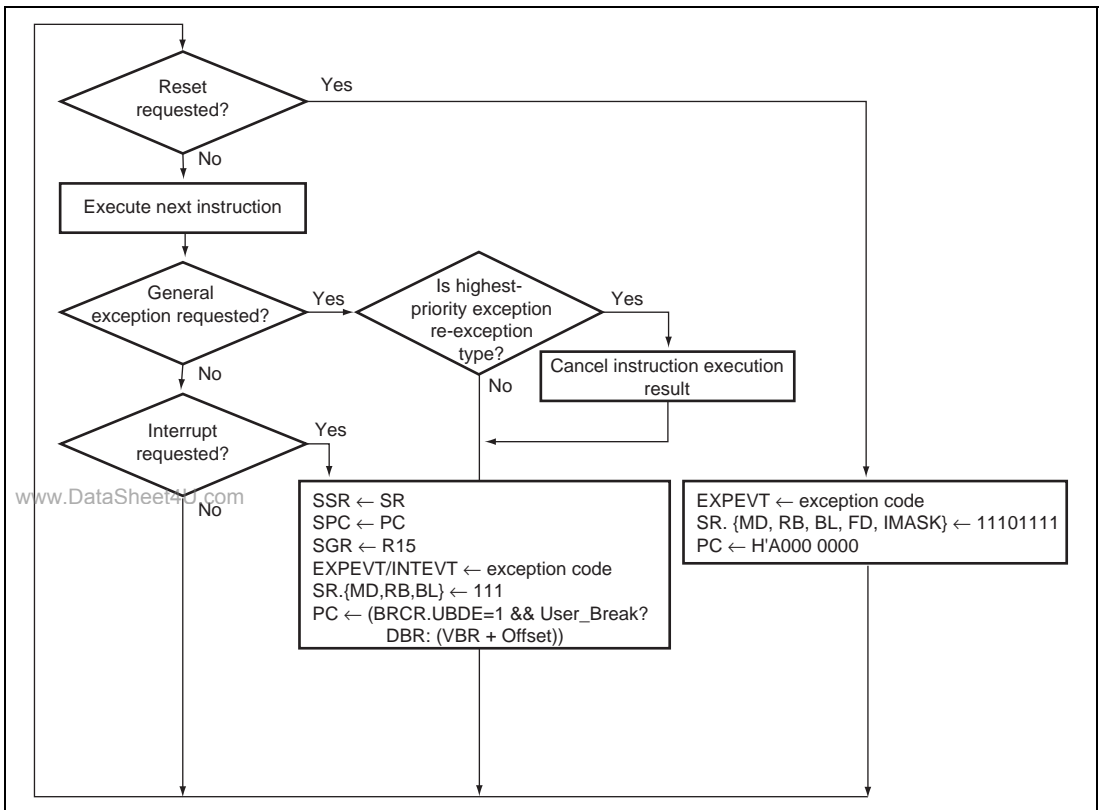 Reset
requested?
Yes
No
Execute next instruction
General
exception requested?
Yes
No
Is highest-
priority exception
re-exception
type?
Yes
No
Cancel instruction execution
result
Interrupt
requested?
Yes
No
www.DataSheet4U.com
SSR ← SR
SPC ← PC
SGR ← R15
EXPEVT/INTEVT ← exception code
SR.{MD,RB,BL} ← 111
PC ← (BRCR.UBDE=1 && User_Break?
DBR: (VBR + Offset))
EXPEVT ← exception code
SR. {MD, RB, BL, FD, IMASK} ← 11101111
PC ← H'A000 0000